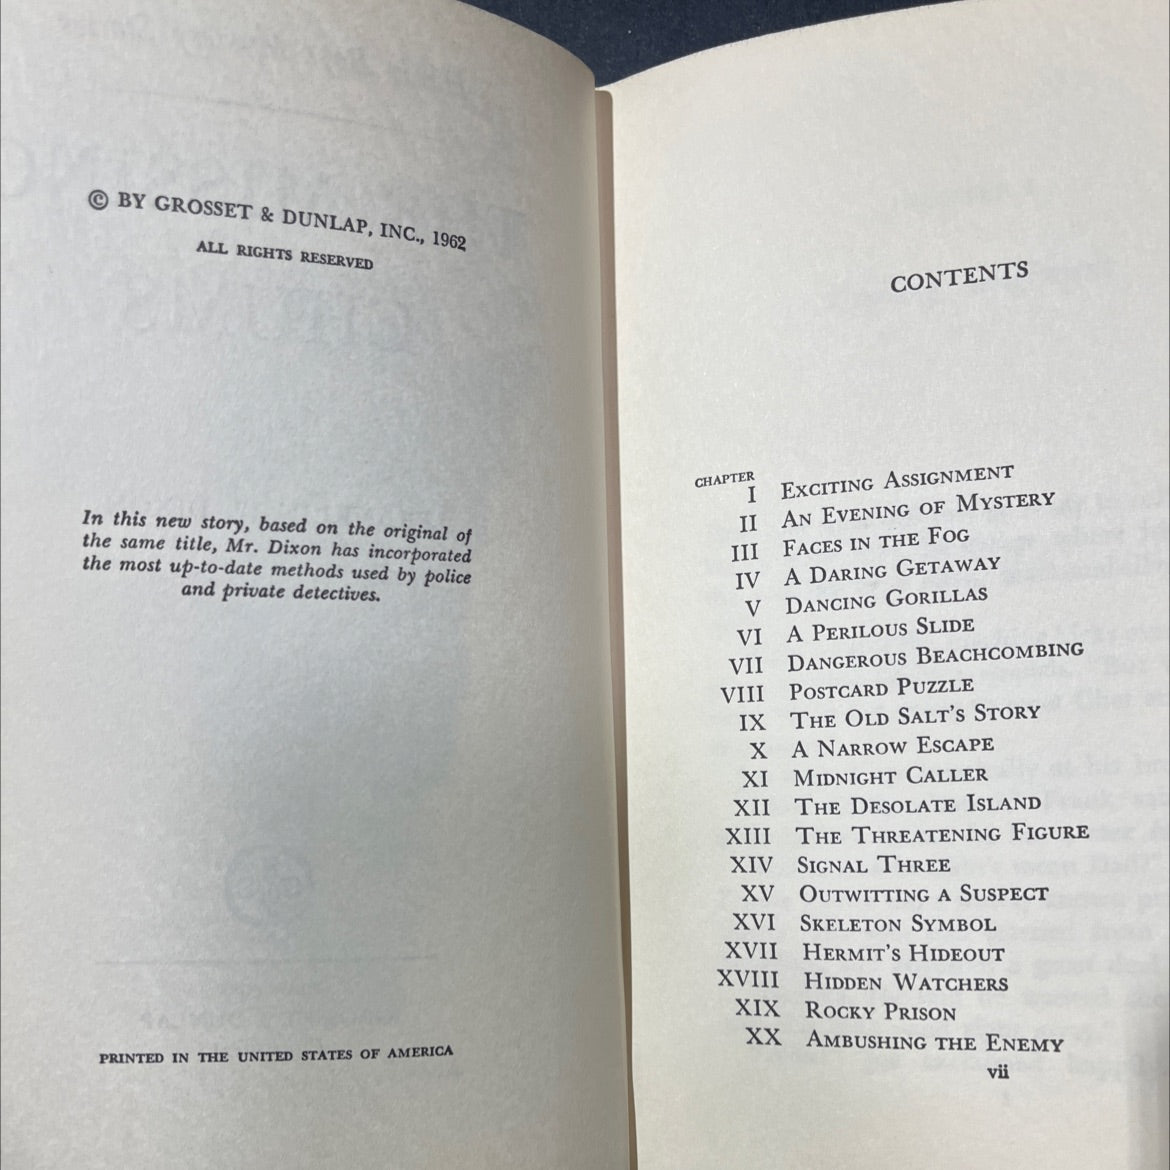 © BY GROSSET & DUNLAP, INC., 1962
ALL RIGHTS RESERVED
In this new story, based on the original of
the same title, Mr. Dixon has incorporated
the most up-to-date methods used by police
and private detectives.
PRINTED IN THE UNITED STATES OF AMERICA
CONTENTS
CHAPTER
I EXCITING ASSIGNMENT
II AN EVENING OF MYSTERY
III FACES IN THE FOG
IV A DARING GETAWAY
V DANCING GORILLAS
VI A PERILOUS SLIDE
VII DANGEROUS BEACHCOMBING
VIII POSTCARD PUZZLE
IX THE OLD SALT'S STORY
X A NARROW ESCAPE
XI MIDNIGHT CALLER
XII THE DESOLATE ISLAND
XIII THE THREATENING FIGURE
XIV SIGNAL THREE
XV OUTWITTING A SUSPECT
XVI SKELETON SYMBOL
XVII HERMIT'S HIDEOUT
XVIII HIDDEN WATCHERS
XIX ROCKY PRISON
XX AMBUSHING THE ENEMY
vii